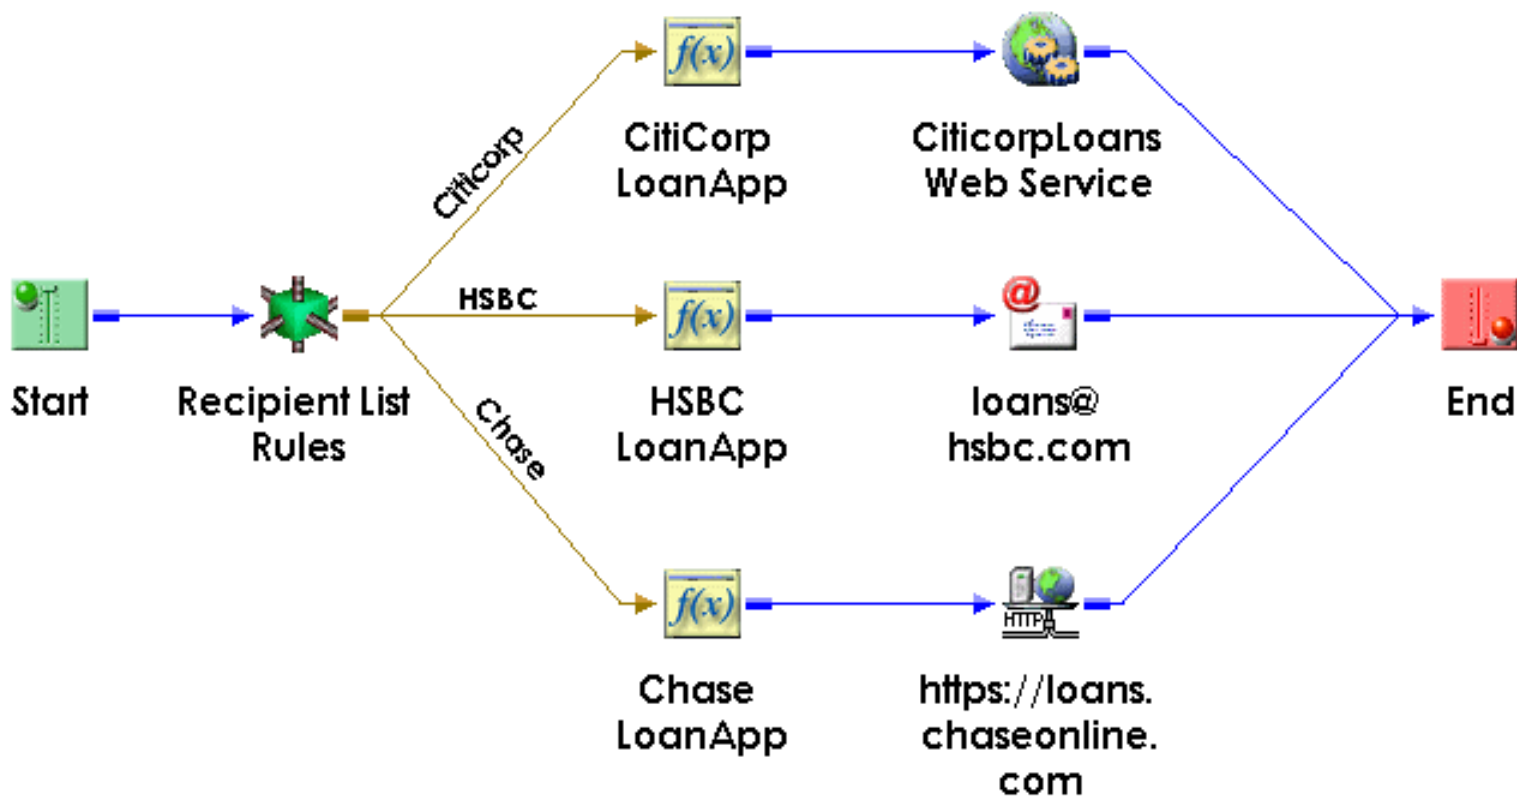 Start
Recipient List
Rules
Citicorp
HSBC
Chase
f(x)
CitiCorp
LoanApp
CiticorpLoans
Web Service
f(x)
HSBC
LoanApp
@
loans@
hsbc.com
f(x)
Chase
LoanApp
HTTP
https://loans.
chaseonline.
com
End